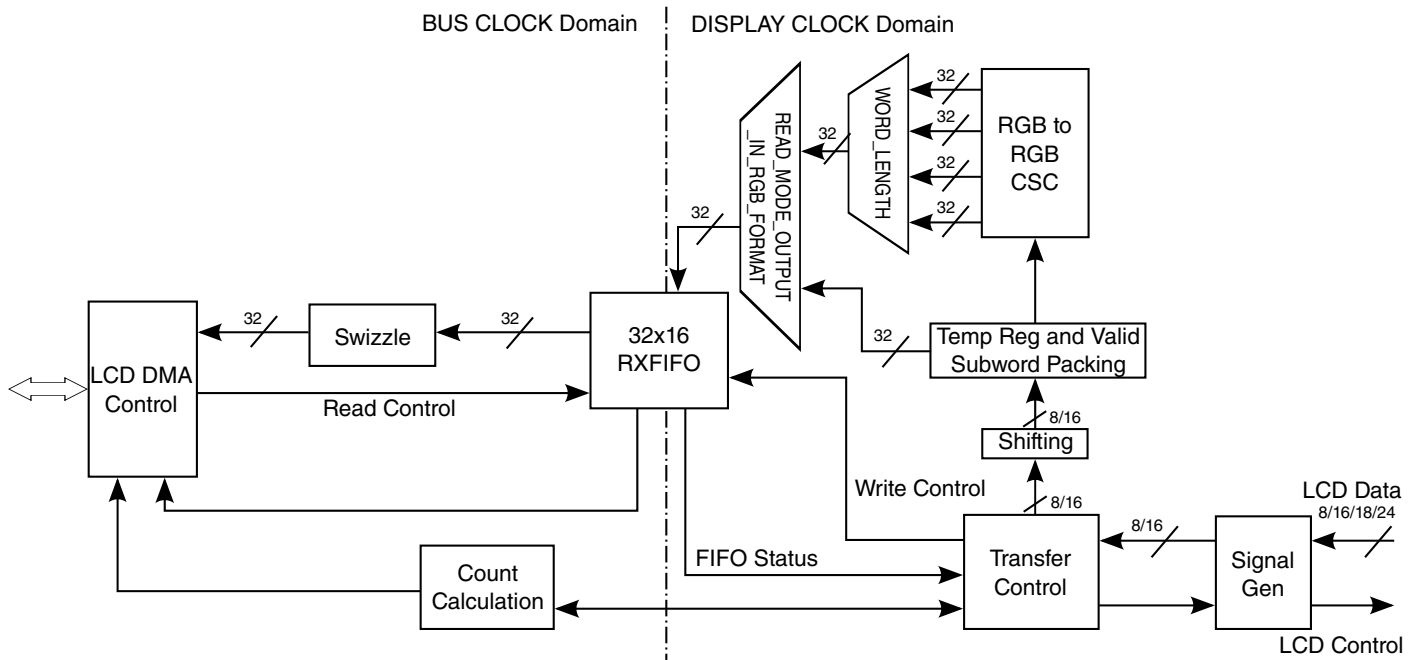 BUS CLOCK Domain
DISPLAY CLOCK Domain
READ_MODE_OUTPUT
_IN_RGB_FORMAT
WORD_LENGTH
RGB to
RGB
CSC
32
32
32
32
32
32
32x16
RXFIFO
32
Swizzle
32
LCD DMA
Control
Read Control
32
Temp Reg and Valid
Subword Packing
8/16
Shifting
8/16
Write Control
FIFO Status
Count
Calculation
Transfer
Control
8/16
Signal
Gen
LCD Data
8/16/18/24
LCD Control